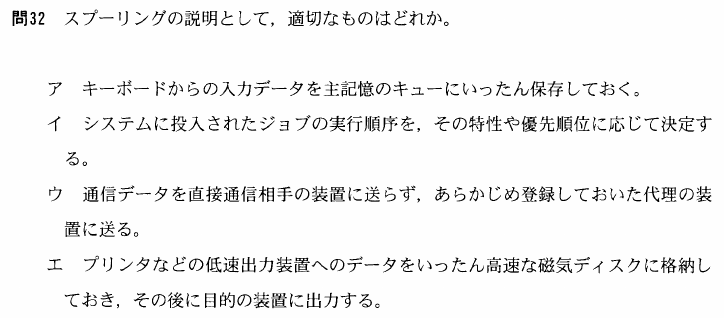 問32 スプーリングの説明として，適切なものはどれか。
ア キーボードからの入力データを主記憶のキューにいったん保存しておく。
イ システムに投入されたジョブの実行順序を，その特性や優先順位に応じて決定す
る。
ウ 通信データを直接通信相手の装置に送らず，あらかじめ登録しておいた代理の装
置に送る。
エ プリンタなどの低速出力装置へのデータをいったん高速な磁気ディスクに格納し
ておき，その後に目的の装置に出力する。